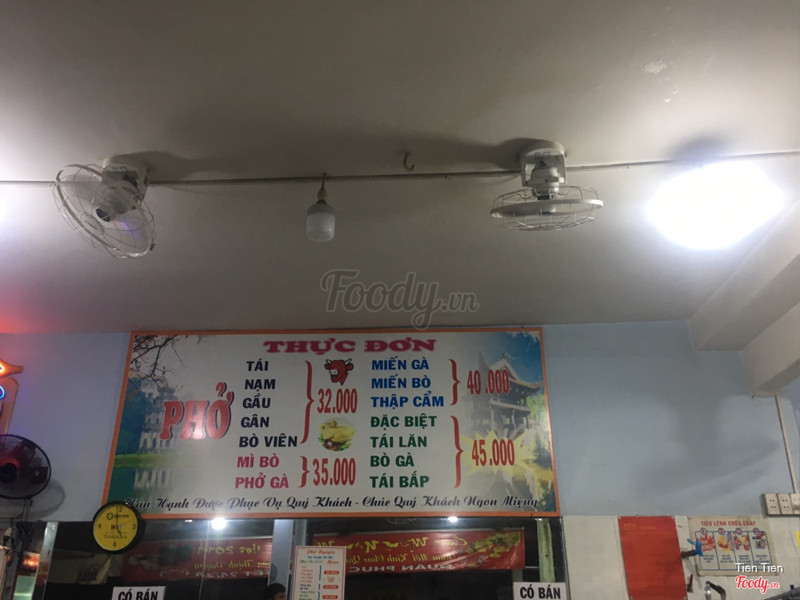 Foody.vn
THỰC ĐƠN
PHỞ
TÁI
NẠM
GẦU
GÂN
BÒ VIÊN
32.000
MÌ BÒ
PHỞ GÀ
35.000
MIẾN GÀ
MIẾN BÒ
THẬP CẨM
40.000
ĐẶC BIỆT
TÁI LĂN
BÒ GÀ
TÁI BẮP
45.000
Hân Hạnh Được Phục Vụ Quý Khách - Chúc Quý Khách Ngon Miệng
CÓ BÁN
CÓ BÁN
Tien Tien
Foody.vn